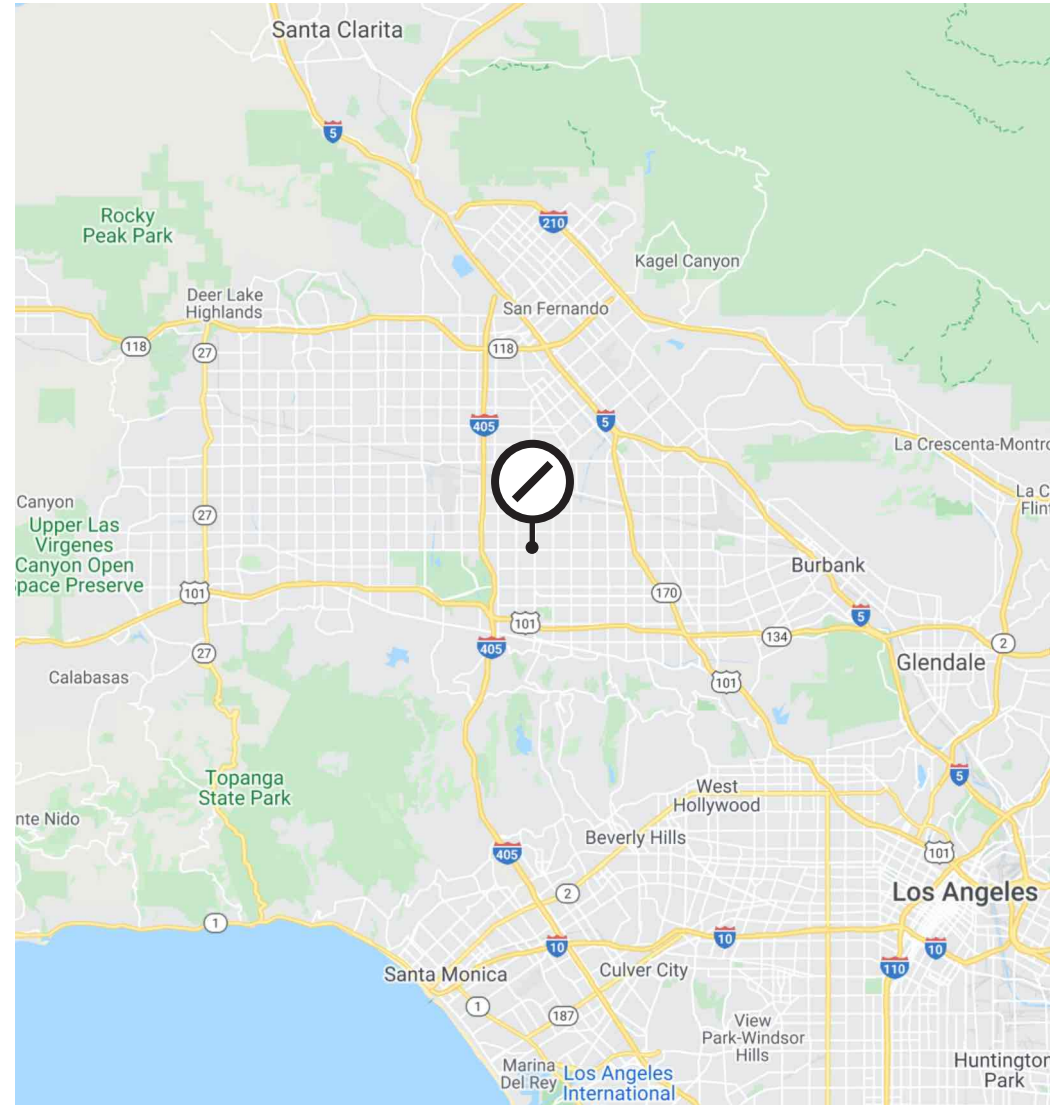 Santa Clarita
5
Rocky
Peak Park
210
Kagel Canyon
Deer Lake
Highlands
San Fernando
118
27
118
405
5
La Crescenta-Montro
Canyon
27
La C
Flint
Upper Las
Virgenes
Canyon Open
pace Preserve
Burbank
101
170
101
5
134
2
405
27
Glendale
Calabasas
101
Topanga
State Park
5
West
Hollywood
nte Nido
Beverly Hills
405
101
2
Los Angeles
1
10
10
10
110
Santa Monica
Culver City
1
187
View
Park-Windsor
Hills
Marina
Del Rey
Los Angeles
International
Huntington
Park